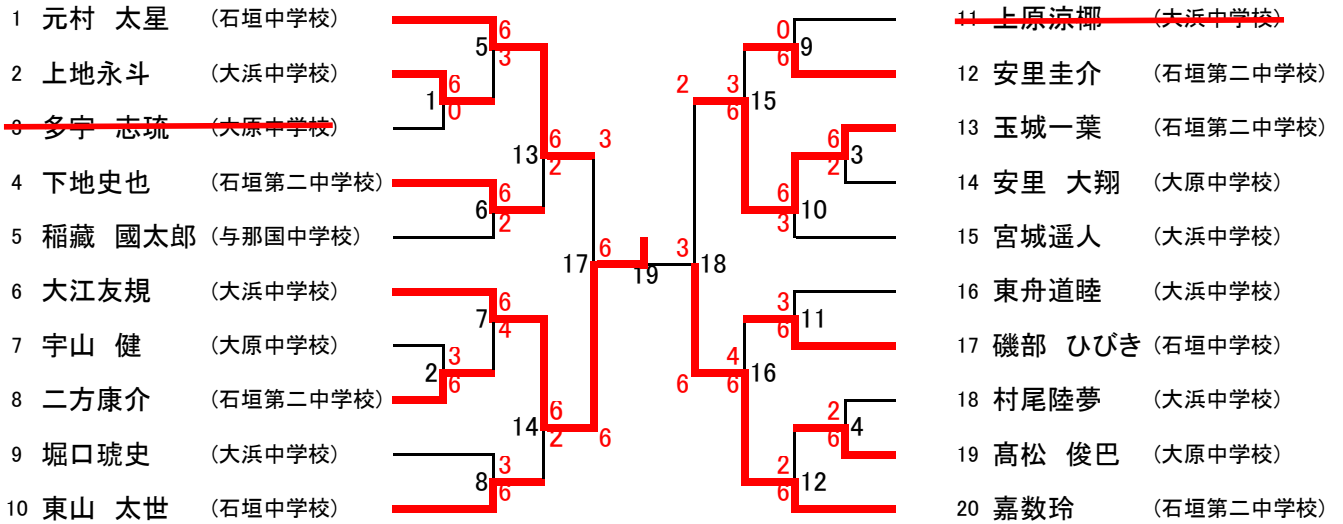 1 元村 太星 (石垣中学校)
2 上地永斗 (大浜中学校)
3 多宇 志琉 (大原中学校)
4 下地史也 (石垣第二中学校)
5 稲蔵 國太郎 (与那国中学校)
6 大江友規 (大浜中学校)
7 宇山 健 (大原中学校)
8 二方康介 (石垣第二中学校)
9 堀口琥史 (大浜中学校)
10 東山 太世 (石垣中学校)
6
5 3
6
1 0
6 3
13 2
6
6 2
17 6
19
6
7 4
3
2 6
6
14 2 6
3
8 6
0
9
6
2 3
15
6
6
3
2
6
10
3
3 18
3
11
6
4
16
6 6
2
4
6
2
12
6
11 上原涼椰 (大浜中学校)
12 安里圭介 (石垣第二中学校)
13 玉城一葉 (石垣第二中学校)
14 安里 大翔 (大原中学校)
15 宮城遥人 (大浜中学校)
16 東舟道睦 (大浜中学校)
17 磯部 ひびき (石垣中学校)
18 村尾陸夢 (大浜中学校)
19 髙松 俊巴 (大原中学校)
20 嘉数玲 (石垣第二中学校)